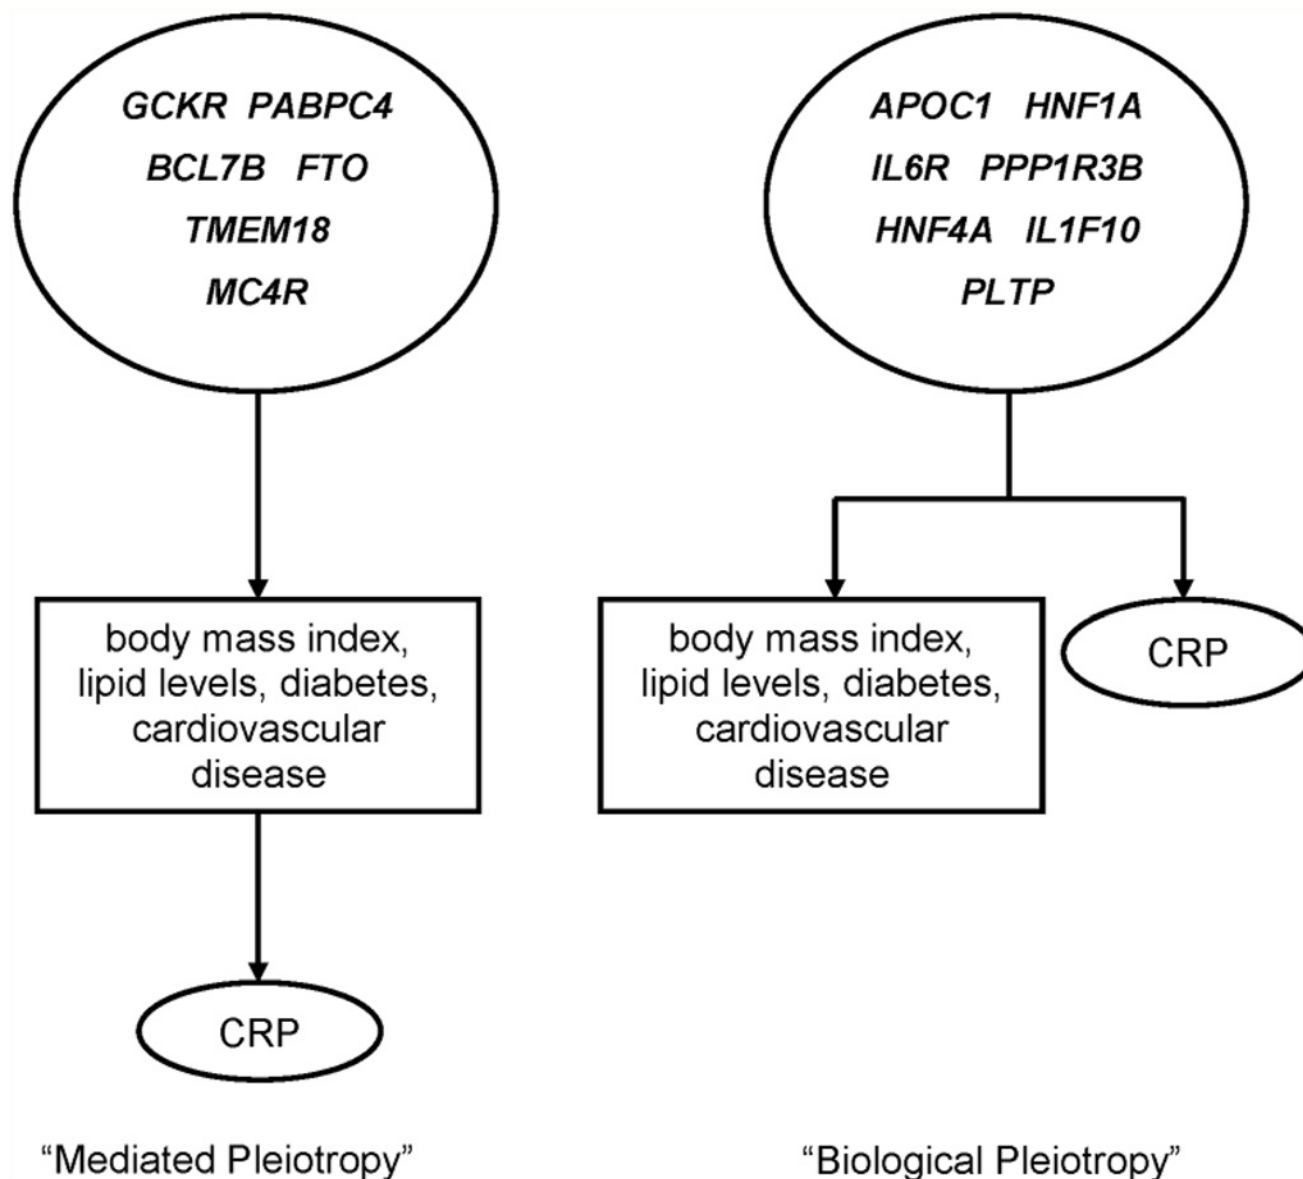 GCKR PABPC4
BCL7B FTO
TMEM18
MC4R
body mass index,
lipid levels, diabetes,
cardiovascular
disease
CRP
“Mediated Pleiotropy”
APOC1 HNF1A
IL6R PPP1R3B
HNF4A IL1F10
PLTP
body mass index,
lipid levels, diabetes,
cardiovascular
disease
CRP
“Biological Pleiotropy”